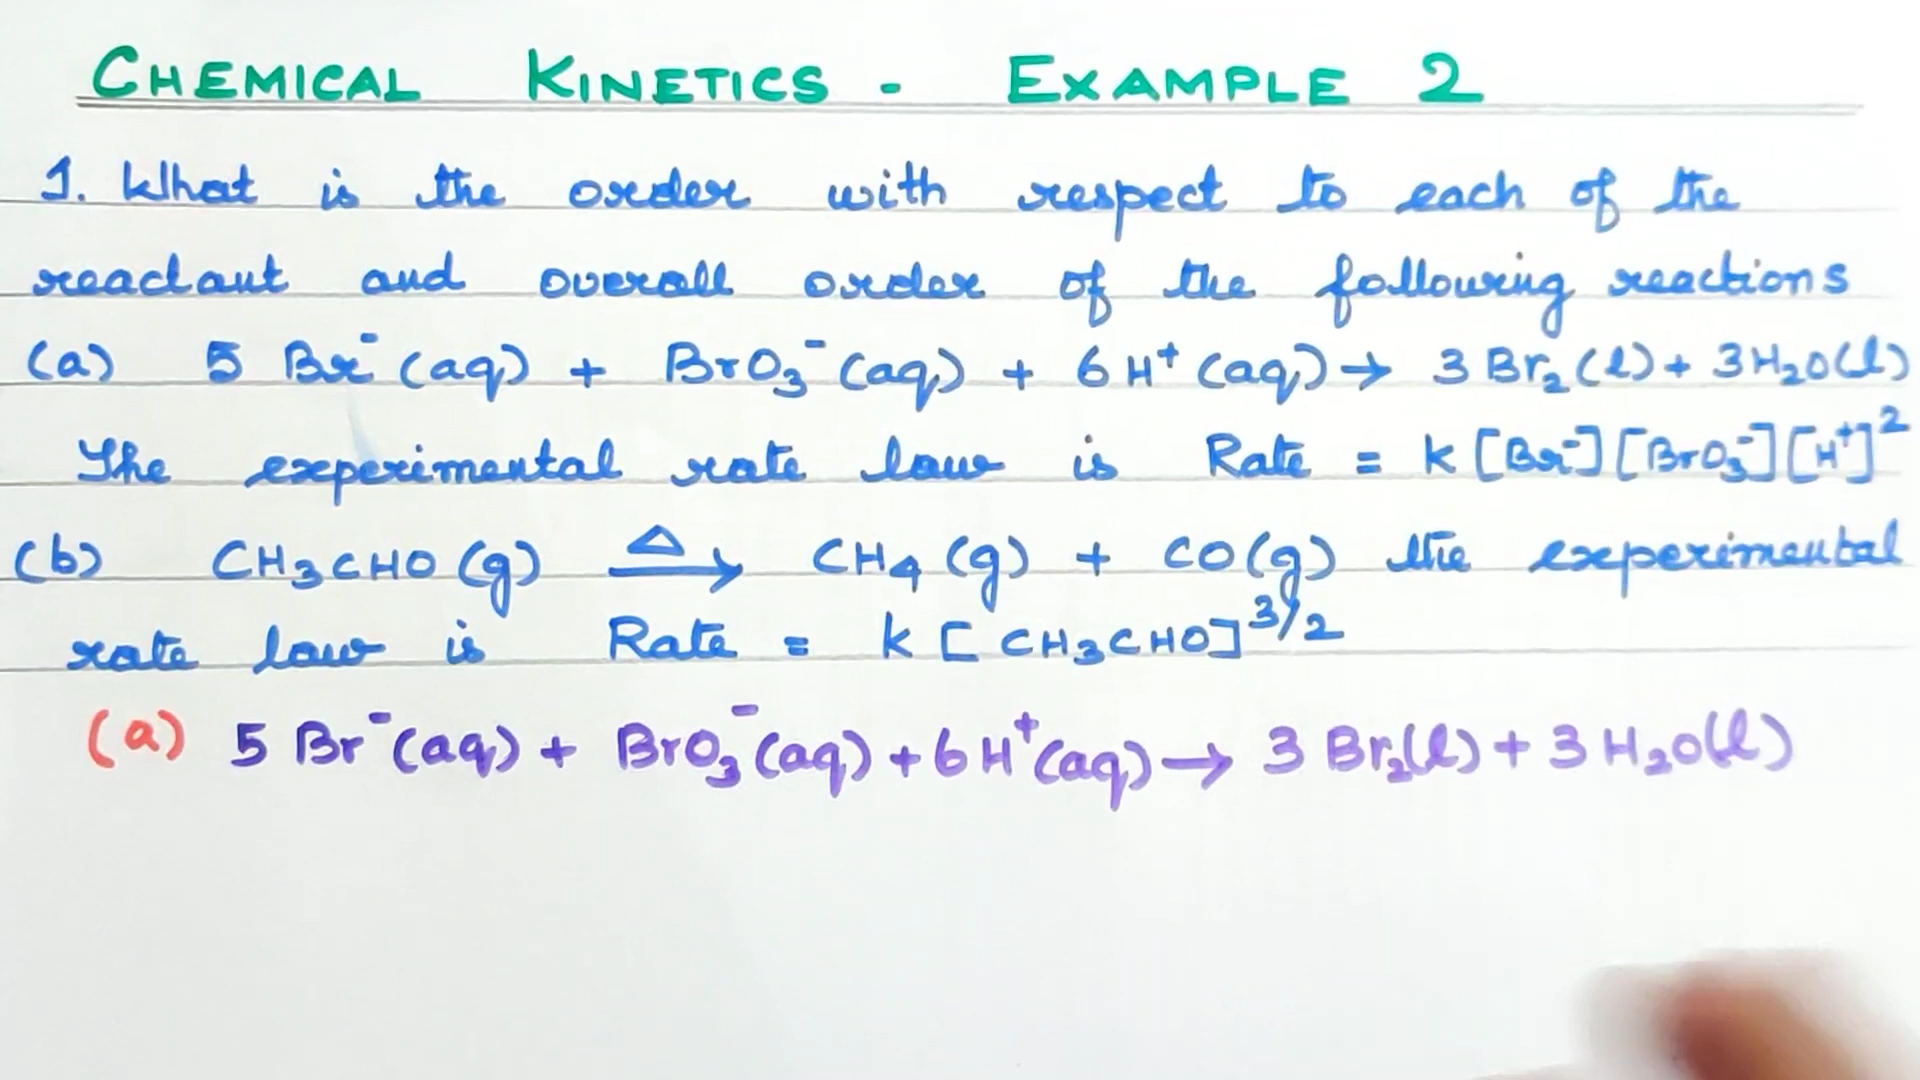 CHEMICAL KINETICS - EXAMPLE 2
1. What is the order with respect to each of the
reactant and overall order of the following reactions
(a) 5 Br⁻ (aq) + BrO₃⁻ (aq) + 6 H⁺ (aq) → 3 Br₂ (l) + 3 H₂O(l)
The experimental rate law is Rate = k [Br⁻] [BrO₃⁻] [H⁺]²
(b) CH₃CHO (g) —Δ→ CH₄ (g) + CO(g) the experimental
rate law is Rate = k [CH₃CHO]^3/2
(a) 5 Br⁻(aq) + BrO₃⁻(aq) + 6 H⁺(aq) → 3 Br₂(l) + 3 H₂O(l)